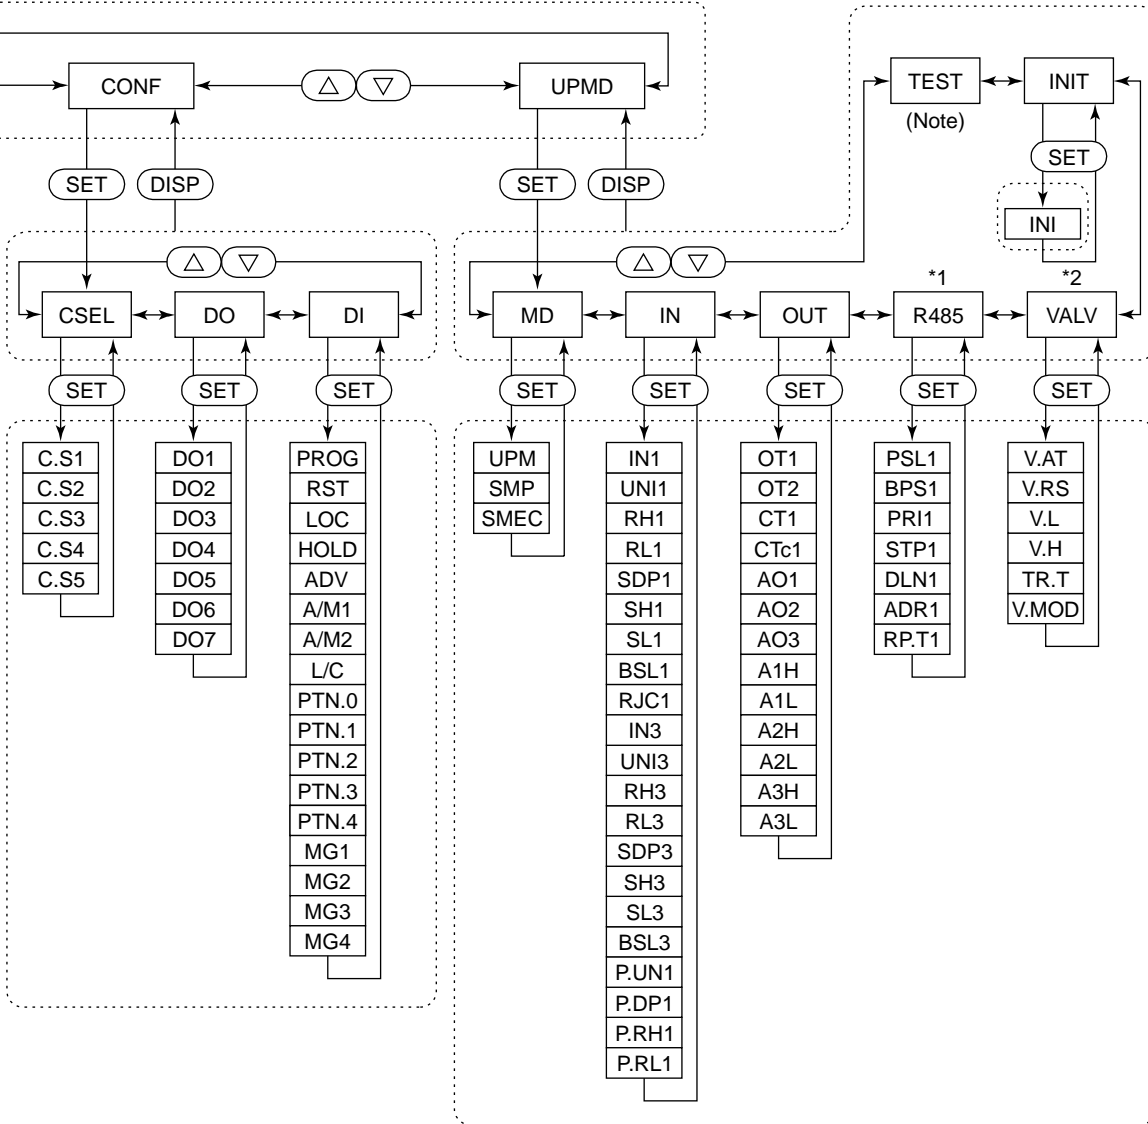 CONF
UPMD
TEST
INIT
(Note)
SET
SET
DISP
SET
DISP
INI
*1
*2
CSEL
DO
DI
MD
IN
OUT
R485
VALV
SET
SET
SET
SET
SET
SET
SET
SET
C.S1
C.S2
C.S3
C.S4
C.S5
DO1
DO2
DO3
DO4
DO5
DO6
DO7
PROG
RST
LOC
HOLD
ADV
A/M1
A/M2
L/C
PTN.0
PTN.1
PTN.2
PTN.3
PTN.4
MG1
MG2
MG3
MG4
UPM
SMP
SMEC
IN1
UNI1
RH1
RL1
SDP1
SH1
SL1
BSL1
RJC1
IN3
UNI3
RH3
RL3
SDP3
SH3
SL3
BSL3
P.UN1
P.DP1
P.RH1
P.RL1
OT1
OT2
CT1
CTc1
AO1
AO2
AO3
A1H
A1L
A2H
A2L
A3H
A3L
PSL1
BPS1
PRI1
STP1
DLN1
ADR1
RP.T1
V.AT
V.RS
V.L
V.H
TR.T
V.MOD